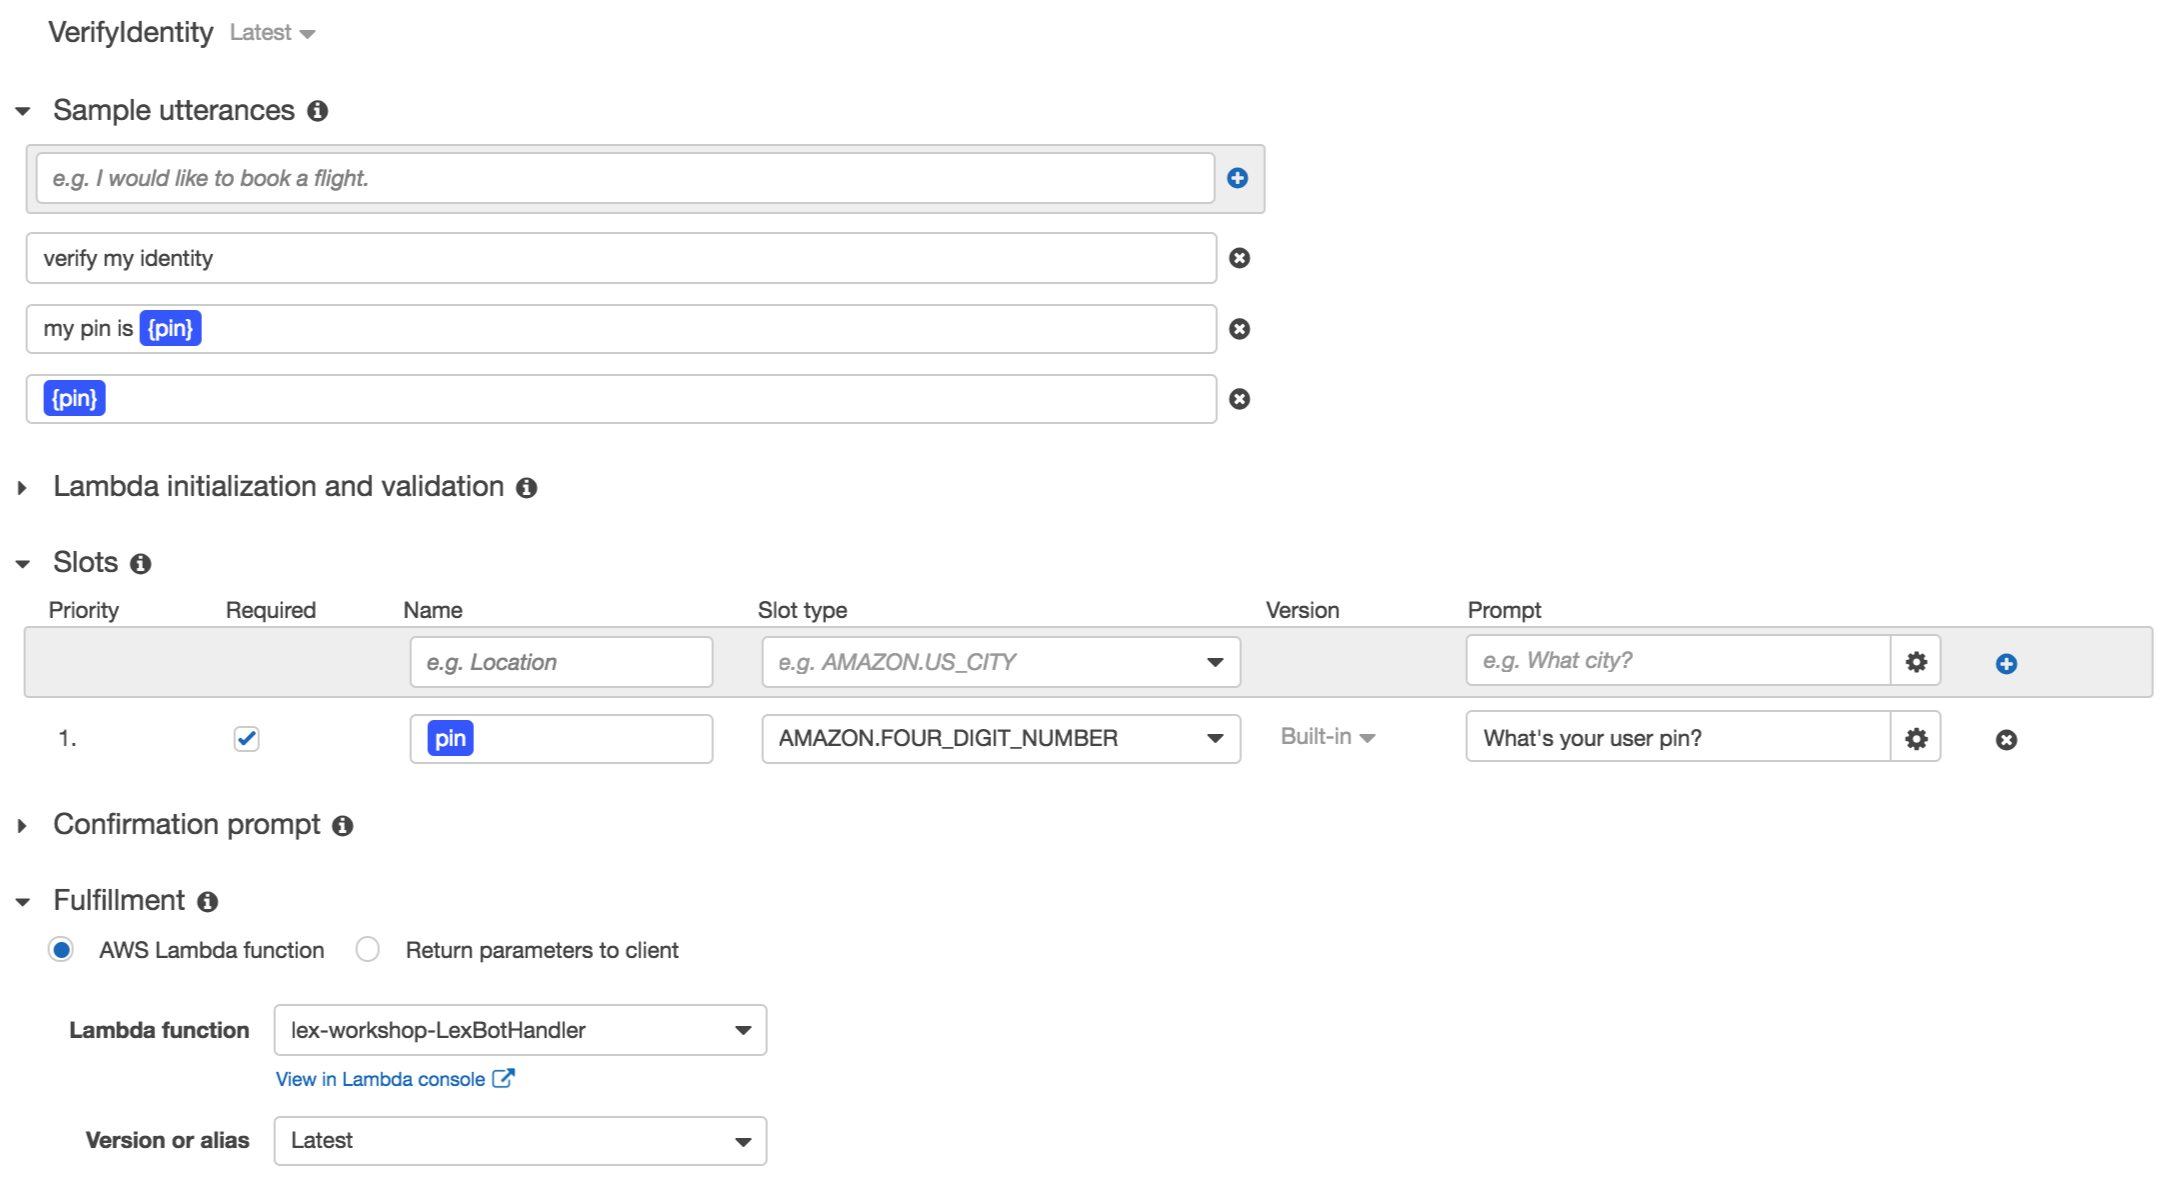 VerifyIdentity Latest
Sample utterances
e.g. I would like to book a flight.
verify my identity
my pin is {pin}
{pin}
Lambda initialization and validation
Slots
Priority Required Name Slot type Version Prompt
e.g. Location e.g. AMAZON.US_CITY e.g. What city?
1. pin AMAZON.FOUR_DIGIT_NUMBER Built-in What's your user pin?
Confirmation prompt
Fulfillment
AWS Lambda function Return parameters to client
Lambda function lex-workshop-LexBotHandler
View in Lambda console
Version or alias Latest